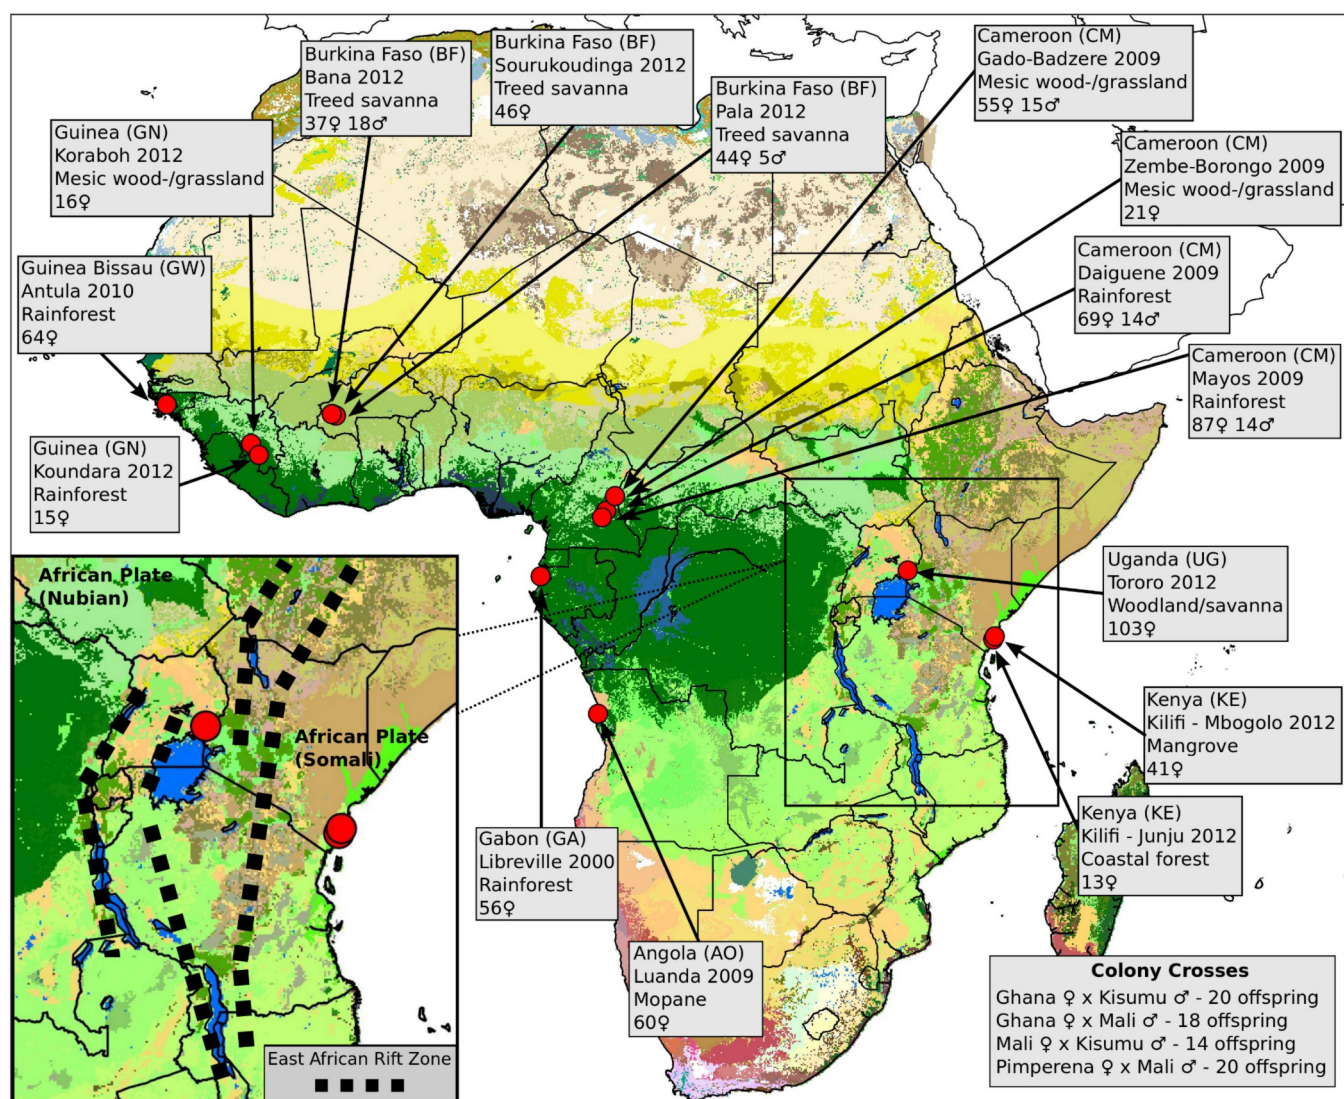 Burkina Faso (BF)
Bana 2012
Treed savanna
37♀ 18♂
Burkina Faso (BF)
Sourukoudinga 2012
Treed savanna
46♀
Burkina Faso (BF)
Pala 2012
Treed savanna
44♀ 5♂
Cameroon (CM)
Gado-Badzere 2009
Mesic wood-/grassland
55♀ 15♂
Guinea (GN)
Koraboh 2012
Mesic wood-/grassland
16♀
Cameroon (CM)
Zembe-Borongo 2009
Mesic wood-/grassland
21♀
Guinea Bissau (GW)
Antula 2010
Rainforest
64♀
Cameroon (CM)
Daiguene 2009
Rainforest
69♀ 14♂
Cameroon (CM)
Mayos 2009
Rainforest
87♀ 14♂
Guinea (GN)
Koundara 2012
Rainforest
15♀
Uganda (UG)
Tororo 2012
Woodland/savanna
103♀
African Plate
(Nubian)
African Plate
(Somali)
Kenya (KE)
Kilifi - Mbogolo 2012
Mangrove
41♀
Kenya (KE)
Kilifi - Junju 2012
Coastal forest
13♀
Gabon (GA)
Libreville 2000
Rainforest
56♀
Angola (AO)
Luanda 2009
Mopane
60♀
East African Rift Zone
Colony Crosses
Ghana ♀ x Kisumu ♂ - 20 offspring
Ghana ♀ x Mali ♂ - 18 offspring
Mali ♀ x Kisumu ♂ - 14 offspring
Pimperena ♀ x Mali ♂ - 20 offspring